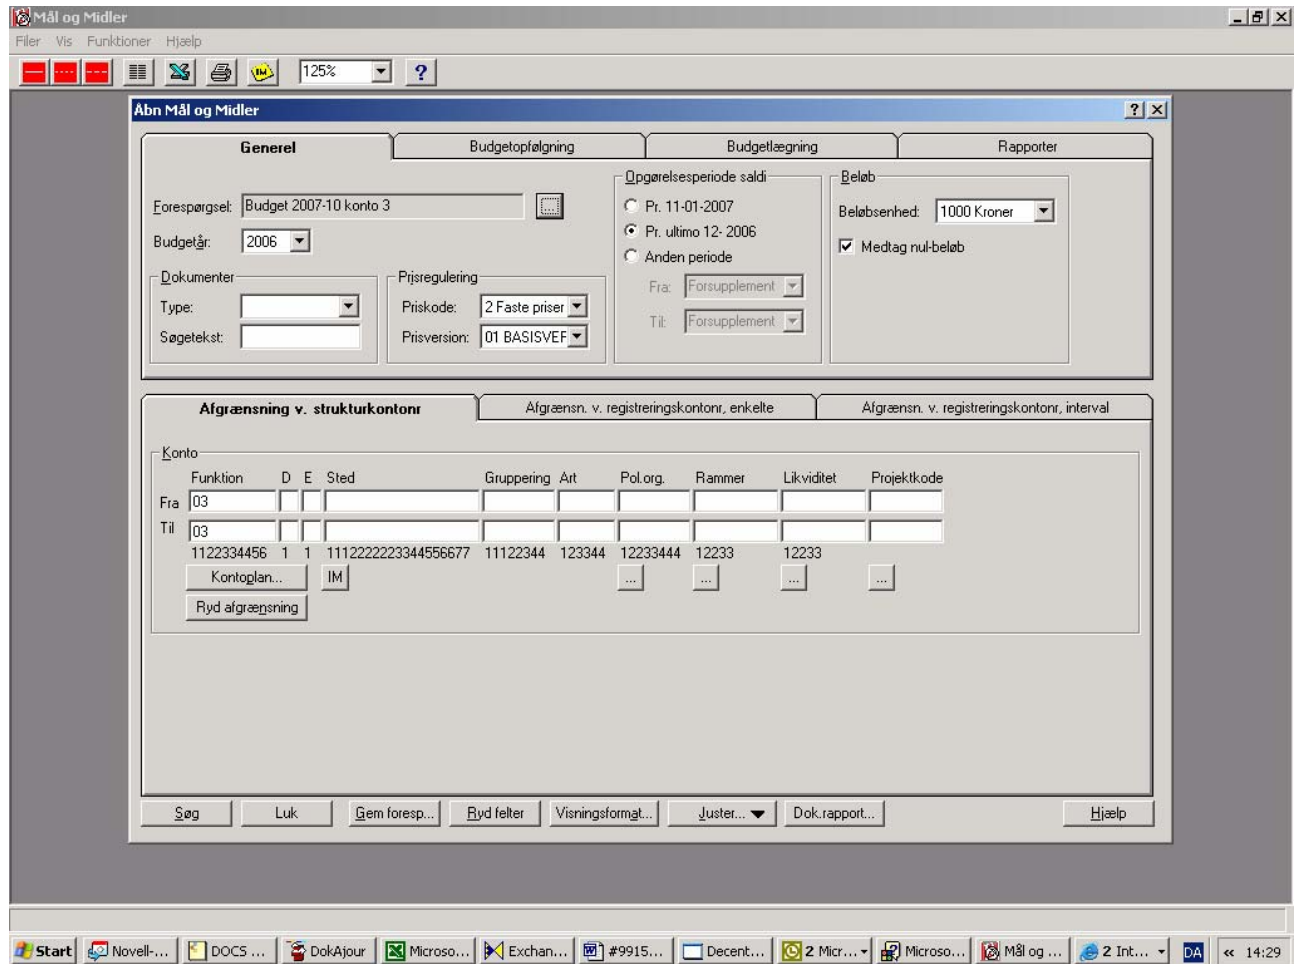 Mål og Midler
Filer Vis Funktioner Hjælp
IM 125% ?
Åbn Mål og Midler
Generel Budgetopfølgning Budgetlægning Rapporter
Forespørgsel: Budget 2007-10 konto 3 ...
Budgetår: 2006
Dokumenter
Type:
Søgetekst:
Prisregulering
Priskode: 2 Faste priser
Prisversion: 01 BASISVEF
Opgørelsesperiode saldi
Pr. 11-01-2007
Pr. ultimo 12- 2006
Anden periode
Fra: Forsupplement
Til: Forsupplement
Beløb
Beløbsenhed: 1000 Kroner
Medtag nul-beløb
Afgrænsning v. strukturkontonr Afgrænsn. v. registreringskontonr, enkelte Afgrænsn. v. registreringskontonr, interval
Konto
Funktion D E Sted Gruppering Art Pol.org. Rammer Likviditet Projektkode
Fra 03
Til 03
1122334456 1 1 1112222223344556677 11122344 123344 12233444 12233 12233
Kontoplan... IM ... ... ... ...
Ryd afgrænsning
Søg Luk Gem foresp... Ryd felter Visningsformat... Juster... Dok.rapport... Hjælp
Start Novell-... DOCS ... DokAjour Microso... Exchan... #9915... Decent... 2 Micr... Microso... Mål og ... 2 Int... DA « 14:29